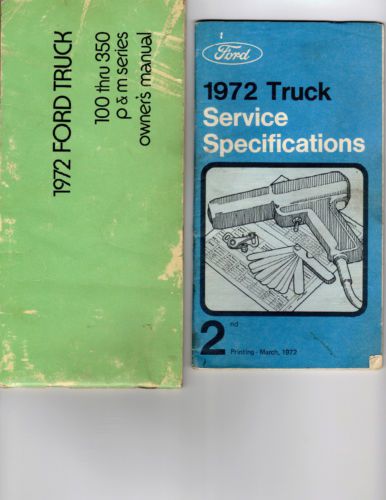 1972 FORD TRUCK
100 thru 350
p & m series
owner's manual
Ford
1972 Truck
Service
Specifications
2nd
Printing - March, 1972